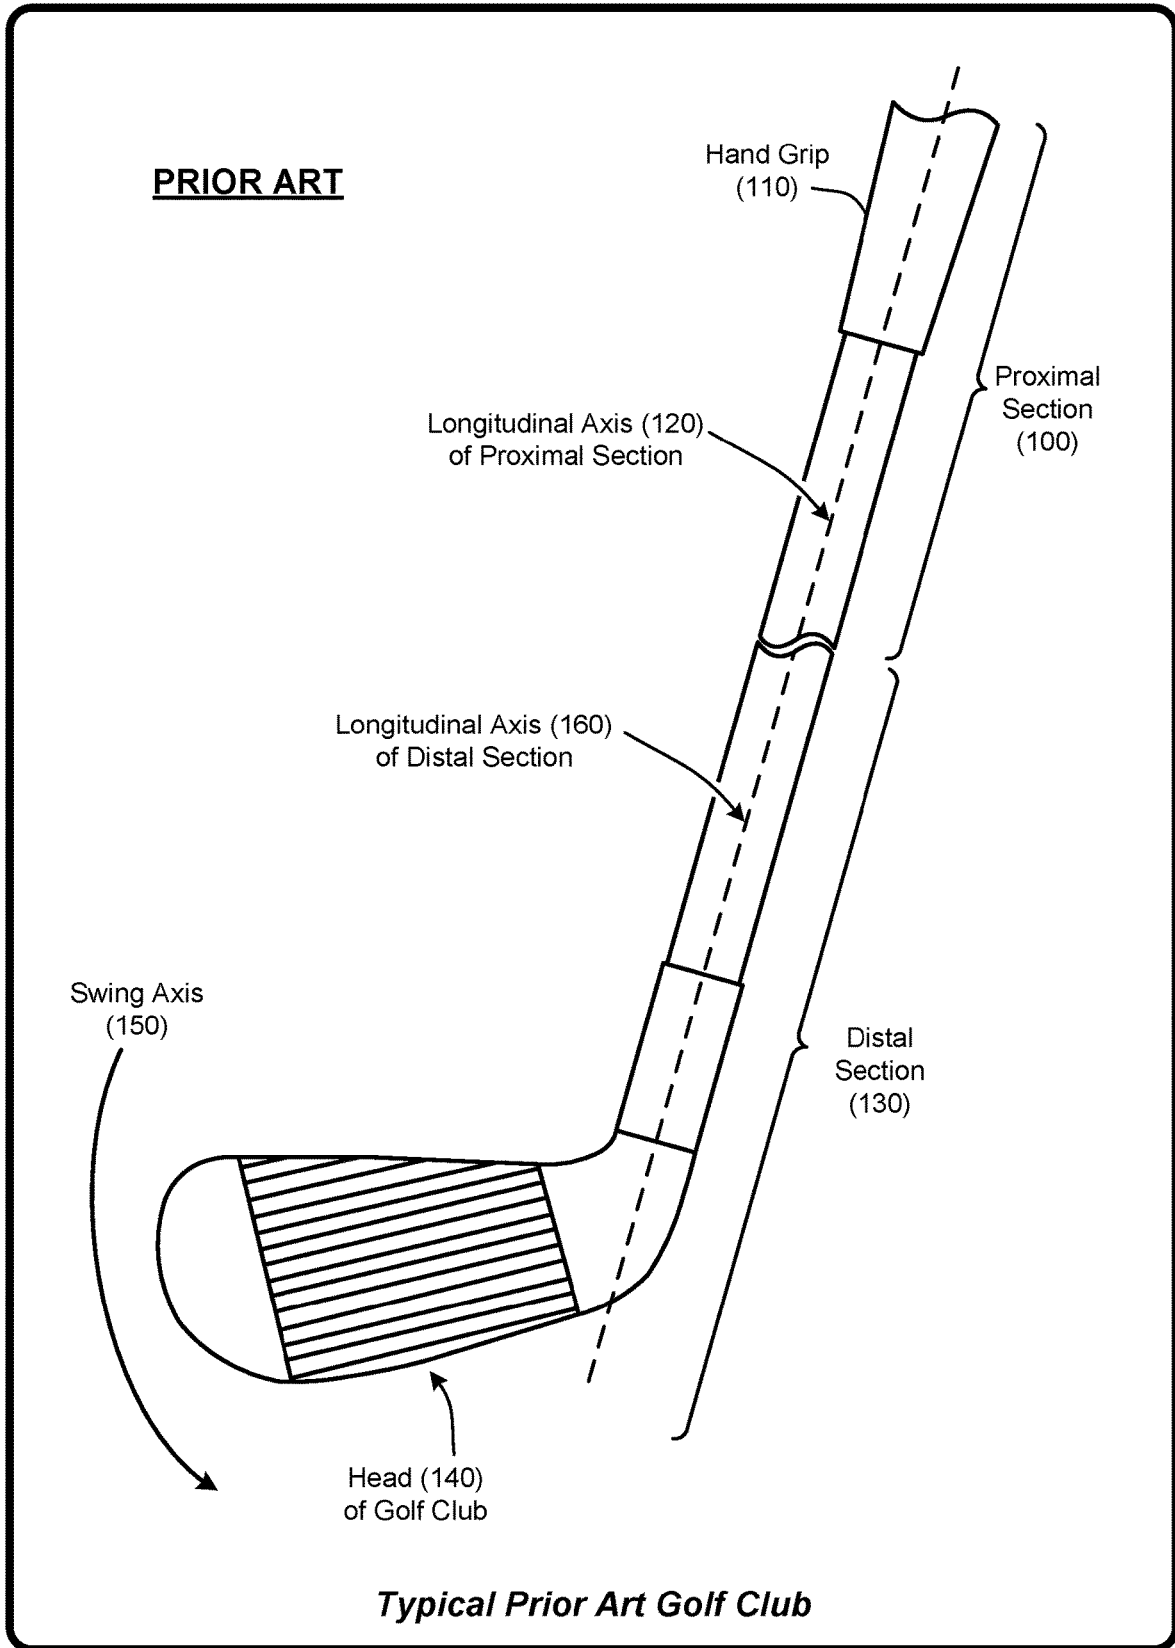 PRIOR ART
Hand Grip
(110)
Proximal
Section
(100)
Longitudinal Axis (120)
of Proximal Section
Longitudinal Axis (160)
of Distal Section
Swing Axis
(150)
Distal
Section
(130)
Head (140)
of Golf Club
Typical Prior Art Golf Club